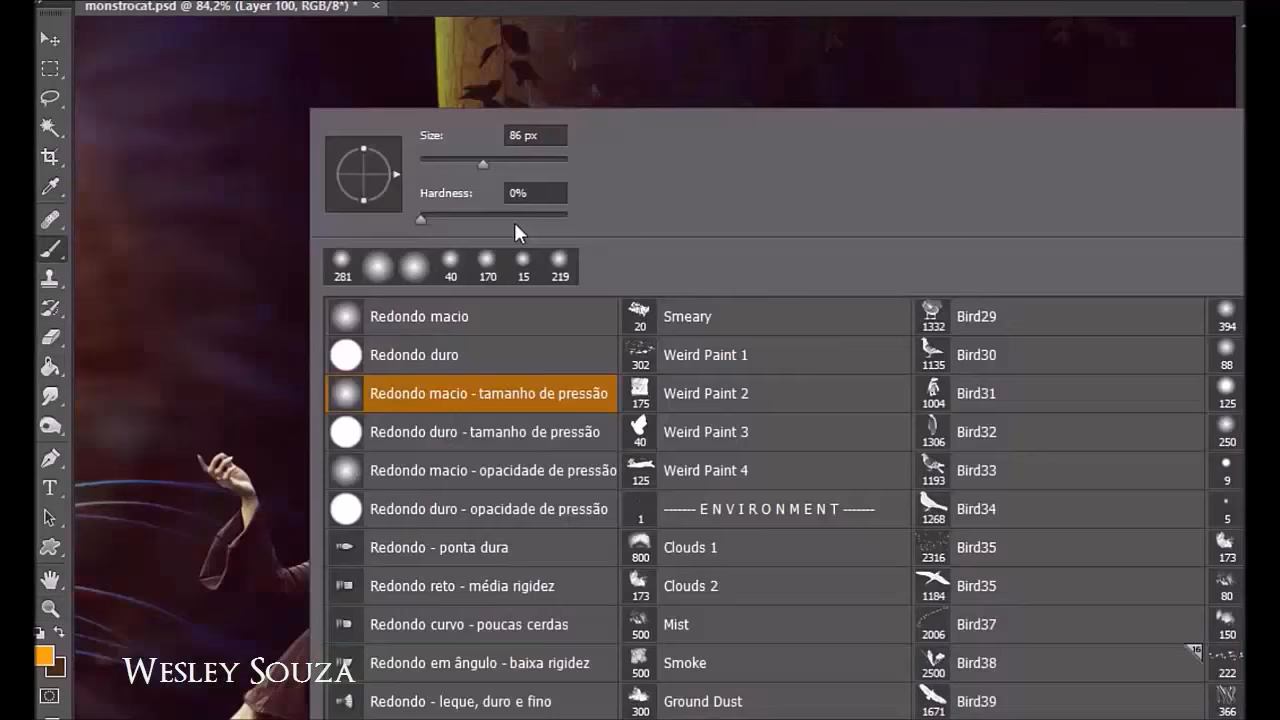 monstrocat.psd @ 84,2% (Layer 100, RGB/8*) * ×
Size: 86 px
Hardness: 0%
281 40 170 15 219
Redondo macio 20 Smeary 1332 Bird29 394
Redondo duro 302 Weird Paint 1 1135 Bird30 88
Redondo macio - tamanho de pressão 175 Weird Paint 2 1004 Bird31 125
Redondo duro - tamanho de pressão 40 Weird Paint 3 1306 Bird32 250
Redondo macio - opacidade de pressão 125 Weird Paint 4 1193 Bird33 9
Redondo duro - opacidade de pressão 1 ------- E N V I R O N M E N T ------- 1268 Bird34 5
Redondo - ponta dura 800 Clouds 1 2316 Bird35 173
Redondo reto - média rigidez 173 Clouds 2 1184 Bird35 80
Redondo curvo - poucas cerdas 500 Mist 2006 Bird37 150
Redondo em ângulo - baixa rigidez 500 Smoke 2500 Bird38 16 222
Redondo - leque, duro e fino 300 Ground Dust 1671 Bird39 366
Wesley Souza